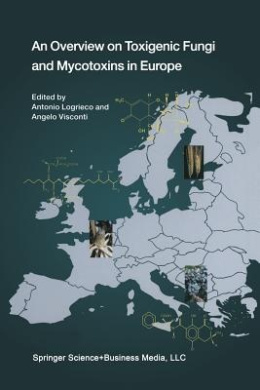 An Overview on Toxigenic Fungi
and Mycotoxins in Europe
Edited by
Antonio Logrieco and
Angelo Visconti
Springer Science+Business Media, LLC